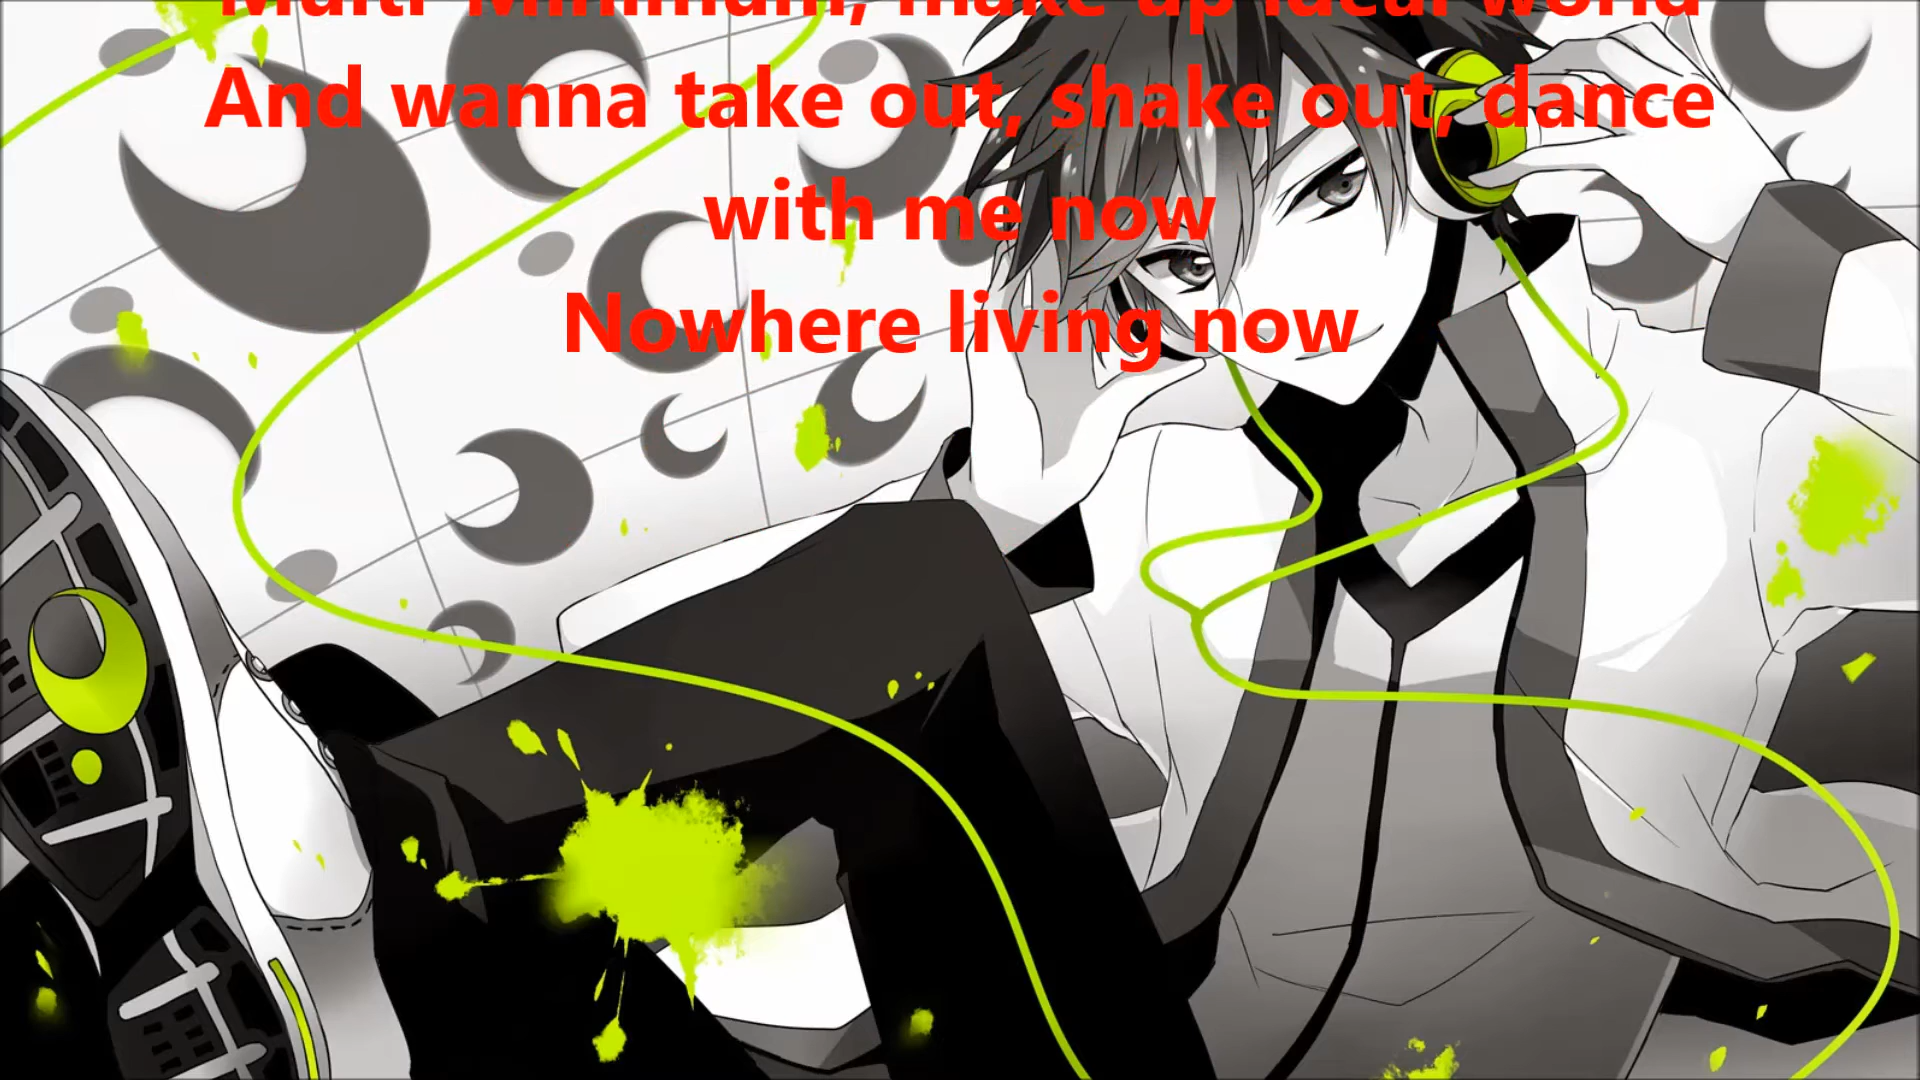 Multi-Minimum, make up ideal world
And wanna take out, shake out, dance
with me now
Nowhere living now